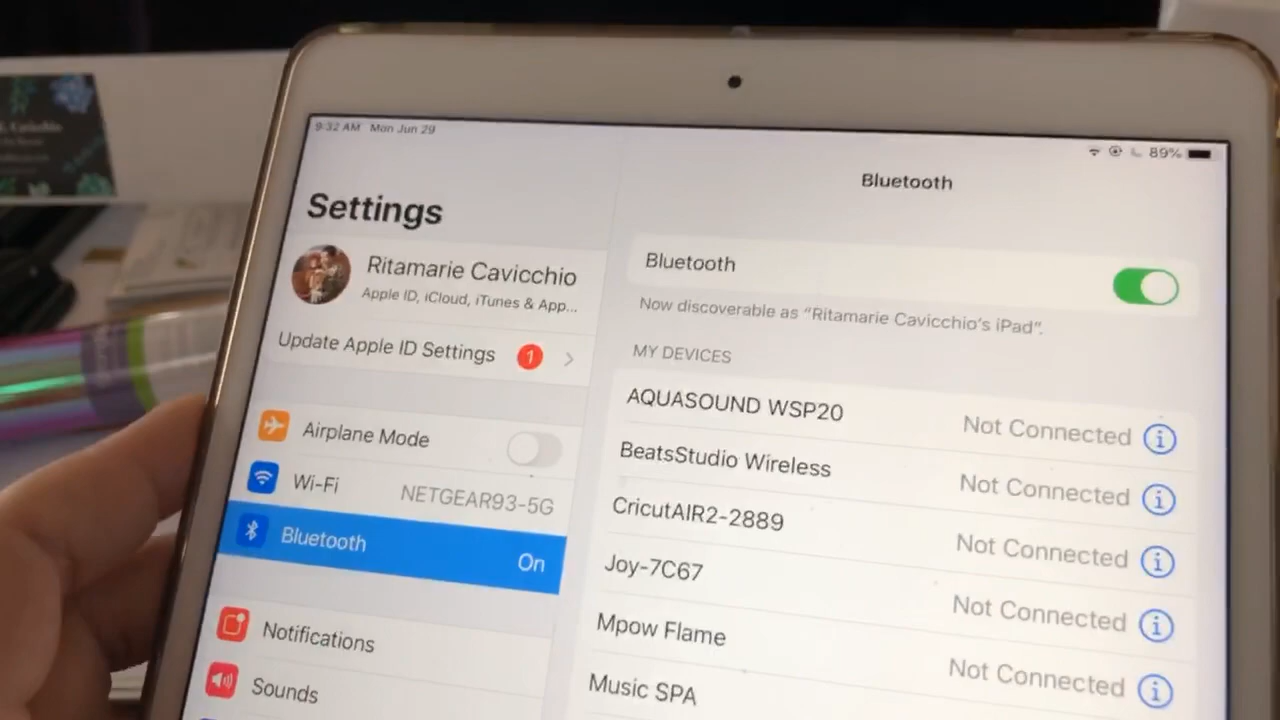 9:32 AM Mon Jun 29
89%
Settings
Ritamarie Cavicchio
Apple ID, iCloud, iTunes & App...
Update Apple ID Settings 1
Airplane Mode
Wi-Fi NETGEAR93-5G
Bluetooth On
Notifications
Sounds
Bluetooth
Bluetooth
Now discoverable as “Ritamarie Cavicchio’s iPad”.
MY DEVICES
AQUASOUND WSP20 Not Connected
BeatsStudio Wireless Not Connected
CricutAIR2-2889 Not Connected
Joy-7C67 Not Connected
Mpow Flame Not Connected
Music SPA